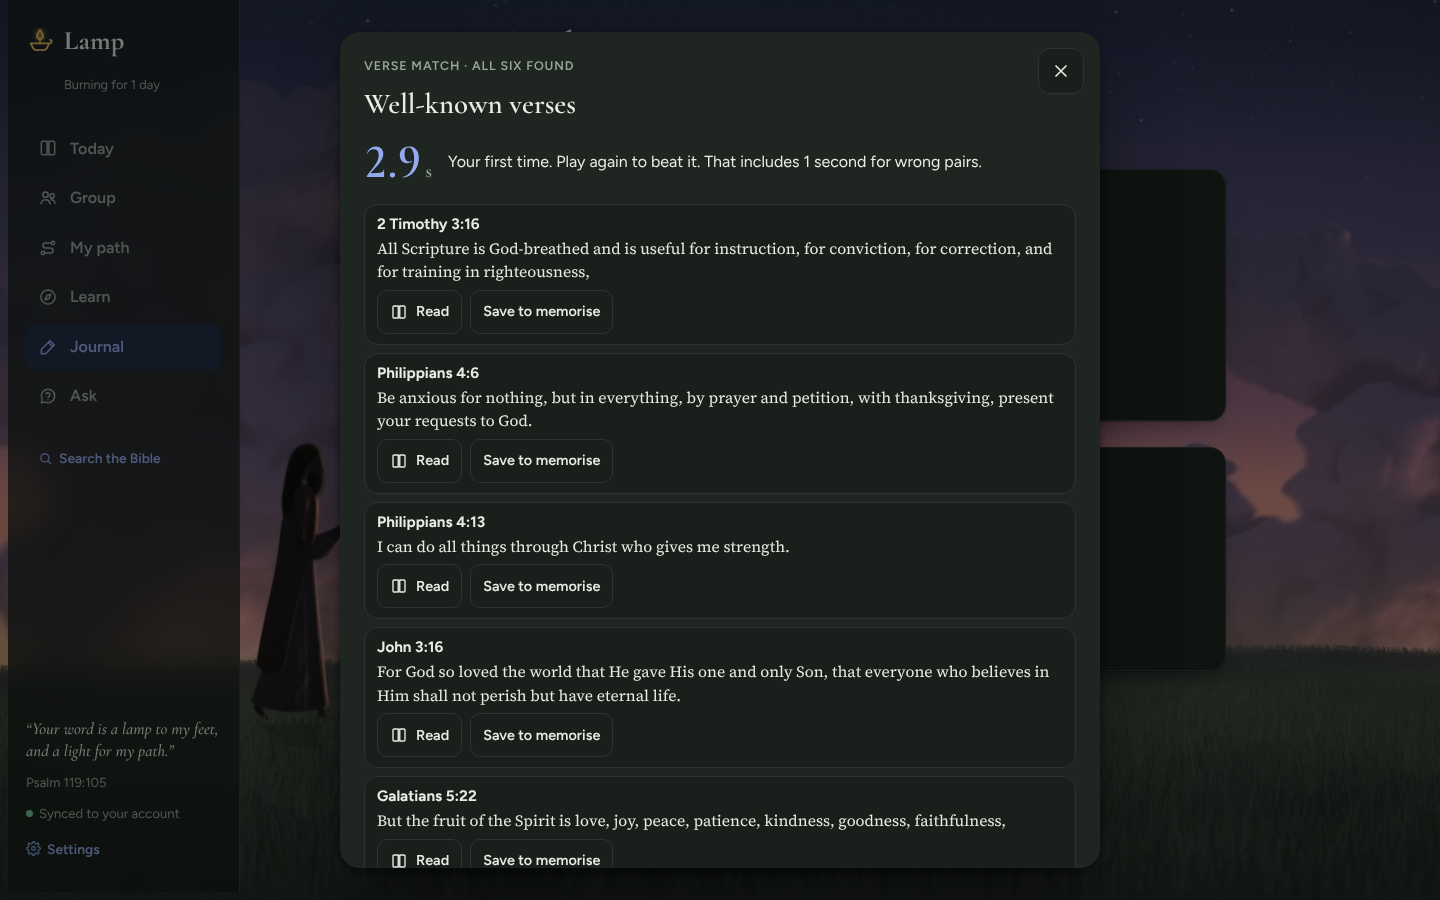 Lamp
Burning for 1 day
Today
Group
My path
Learn
Journal
Ask
Search the Bible
“Your word is a lamp to my feet,
and a light for my path.”
Psalm 119:105
Synced to your account
Settings
VERSE MATCH · ALL SIX FOUND
Well-known verses
2.9 s
Your first time. Play again to beat it. That includes 1 second for wrong pairs.
2 Timothy 3:16
All Scripture is God-breathed and is useful for instruction, for conviction, for correction, and
for training in righteousness,
Read Save to memorise
Philippians 4:6
Be anxious for nothing, but in everything, by prayer and petition, with thanksgiving, present
your requests to God.
Read Save to memorise
Philippians 4:13
I can do all things through Christ who gives me strength.
Read Save to memorise
John 3:16
For God so loved the world that He gave His one and only Son, that everyone who believes in
Him shall not perish but have eternal life.
Read Save to memorise
Galatians 5:22
But the fruit of the Spirit is love, joy, peace, patience, kindness, goodness, faithfulness,
Read Save to memorise